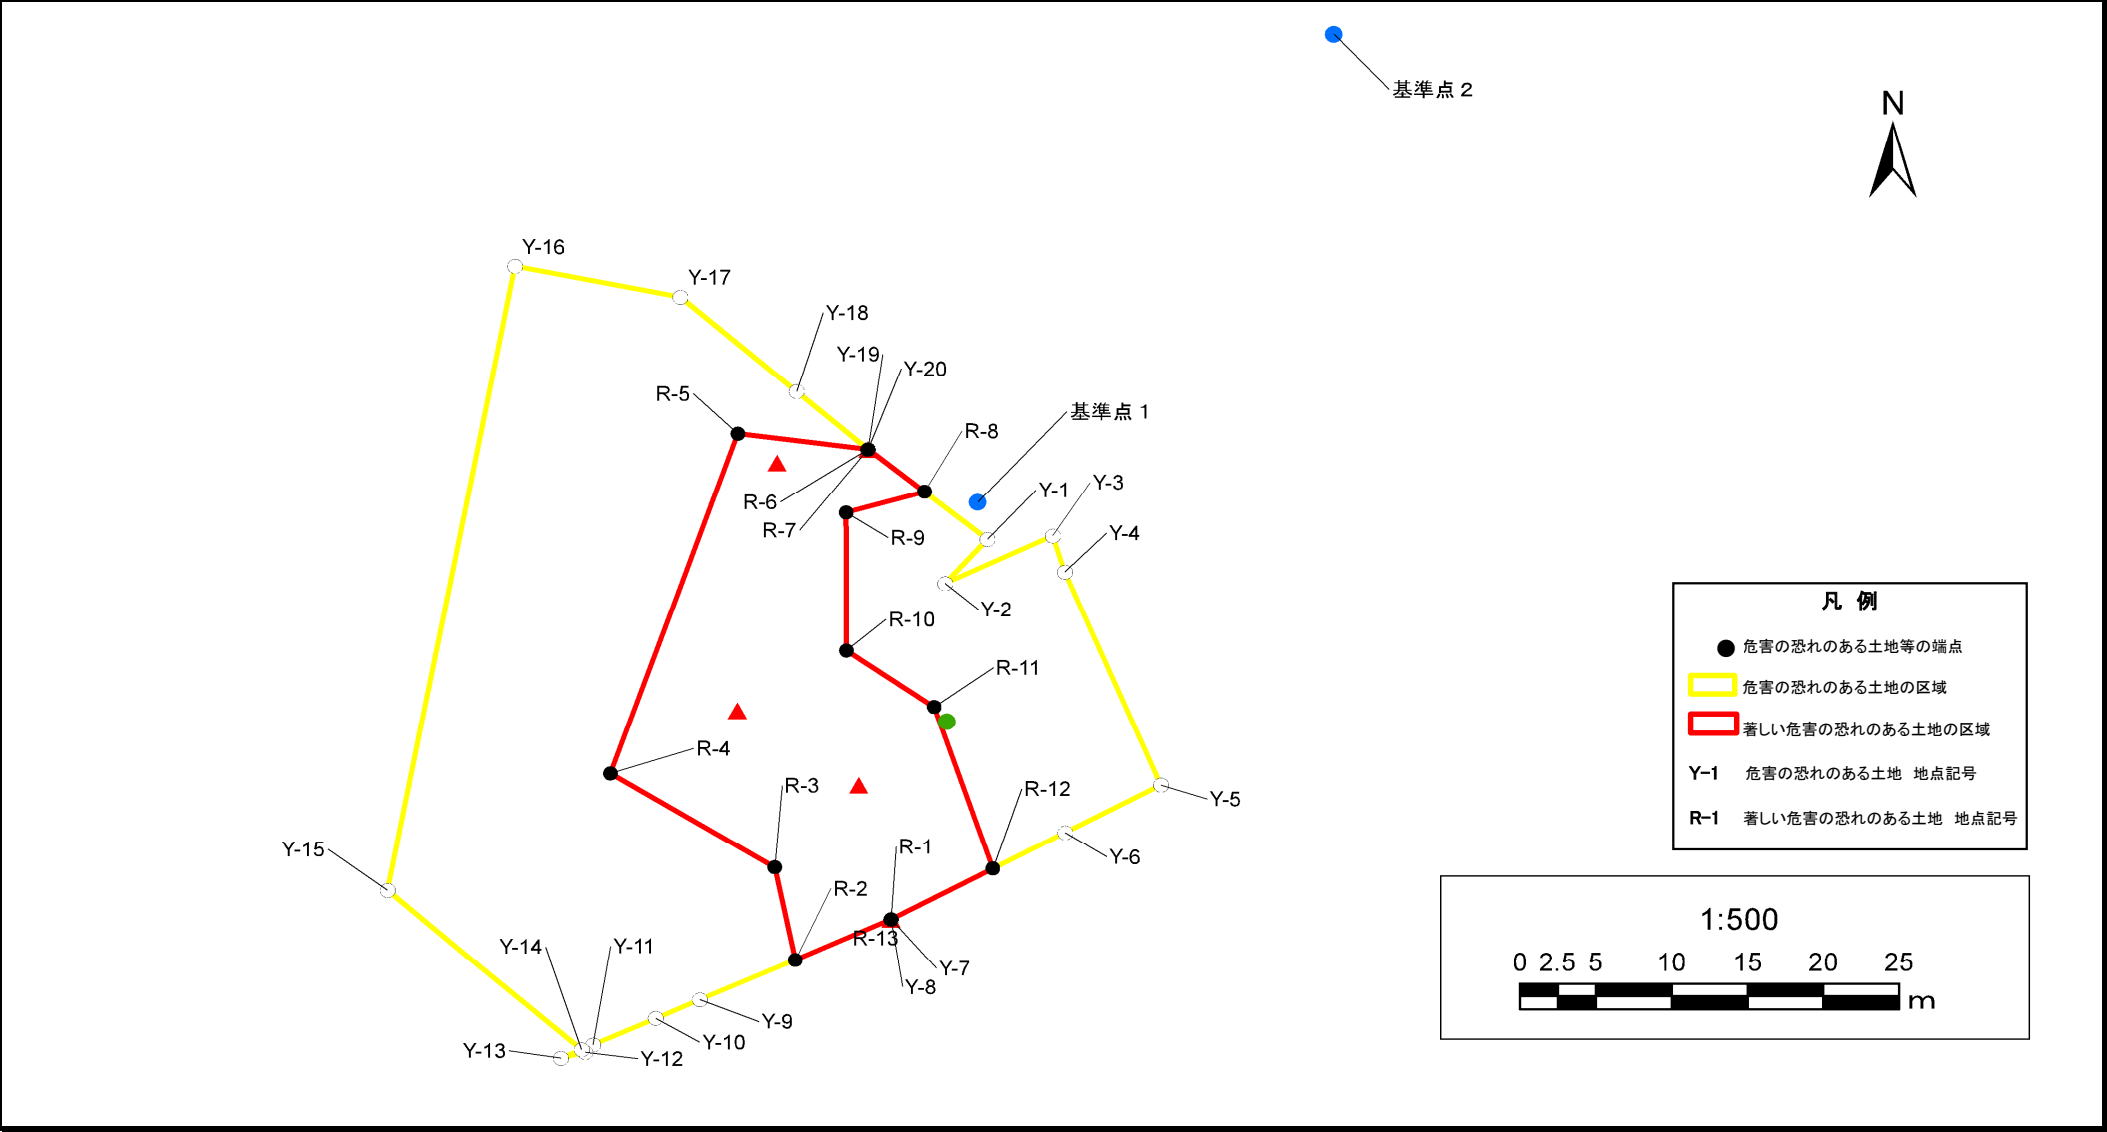 基準点２
N
Y-16
Y-17
Y-18
Y-19
Y-20
R-5
基準点１
R-8
Y-3
Y-1
R-6
R-7
Y-4
R-9
Y-2
R-10
R-11
R-4
R-3
R-12
Y-5
R-1
Y-15
Y-6
R-2
R-13
Y-14
Y-11
Y-7
Y-8
Y-9
Y-10
Y-13
Y-12
凡 例
危害の恐れのある土地等の端点
危害の恐れのある土地の区域
著しい危害の恐れのある土地の区域
Y-1 危害の恐れのある土地 地点記号
R-1 著しい危害の恐れのある土地 地点記号
1:500
0 2.5 5 10 15 20 25
m